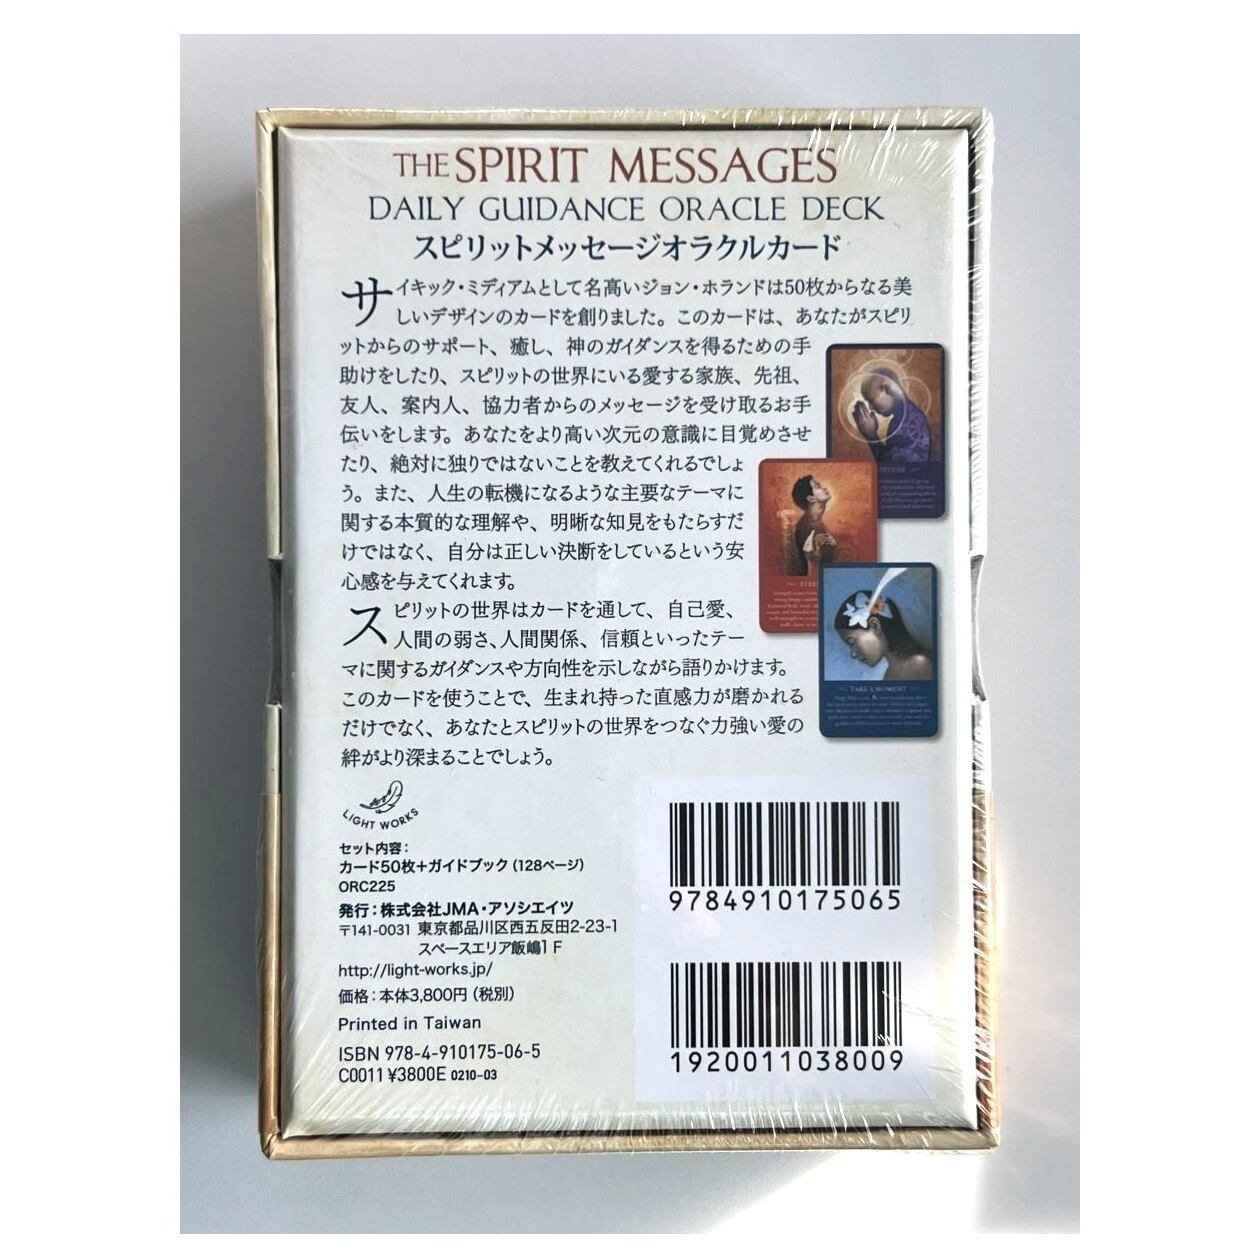 THE SPIRIT MESSAGES
DAILY GUIDANCE ORACLE DECK
スピリットメッセージオラクルカード
サイキック・ミディアムとして名高いジョン・ホランドは50枚からなる美
しいデザインのカードを創りました。このカードは、あなたがスピリ
ットからのサポート、癒し、神のガイダンスを得るための手
助けをしたり、スピリットの世界にいる愛する家族、先祖、
友人、案内人、協力者からのメッセージを受け取るお手
伝いをします。あなたをより高い次元の意識に目覚めさせ
たり、絶対に独りではないことを教えてくれるでしょ
う。また、人生の転機になるような主要なテーマに
関する本質的な理解や、明晰な知見をもたらすだ
けではなく、自分は正しい決断をしているという安
心感を与えてくれます。
スピリットの世界はカードを通して、自己愛、
人間の弱さ、人間関係、信頼といったテー
マに関するガイダンスや方向性を示しながら語りかけます。
このカードを使うことで、生まれ持った直感力が磨かれる
だけでなく、あなたとスピリットの世界をつなぐ力強い愛の
絆がより深まることでしょう。
TAKE A MOMENT
LIGHT WORKS
セット内容：
カード50枚＋ガイドブック（128ページ）
ORC225
発行：株式会社JMA・アソシエイツ
〒141-0031 東京都品川区西五反田2-23-1
スペースエリア飯嶋1F
http://light-works.jp/
価格：本体3,800円（税別）
Printed in Taiwan
ISBN 978-4-910175-06-5
C0011 ¥3800E 0210-03
9784910175065
1920011038009